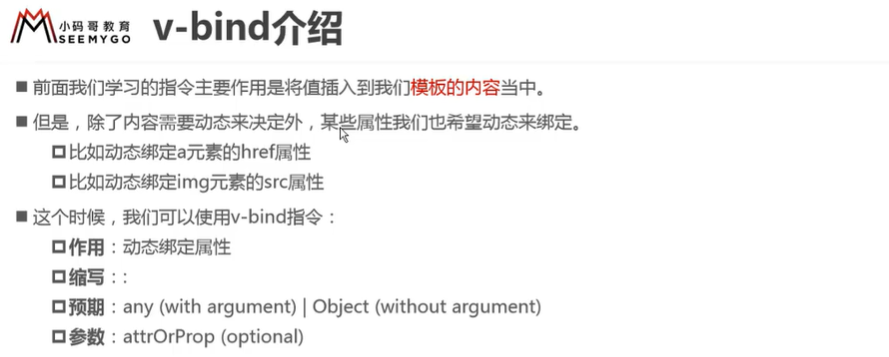 小码哥教育
SEEMYGO
v-bind介绍
前面我们学习的指令主要作用是将值插入到我们模板的内容当中。
但是，除了内容需要动态来决定外，某些属性我们也希望动态来绑定。
比如动态绑定a元素的href属性
比如动态绑定img元素的src属性
这个时候，我们可以使用v-bind指令：
作用：动态绑定属性
缩写：:
预期：any (with argument) | Object (without argument)
参数：attrOrProp (optional)